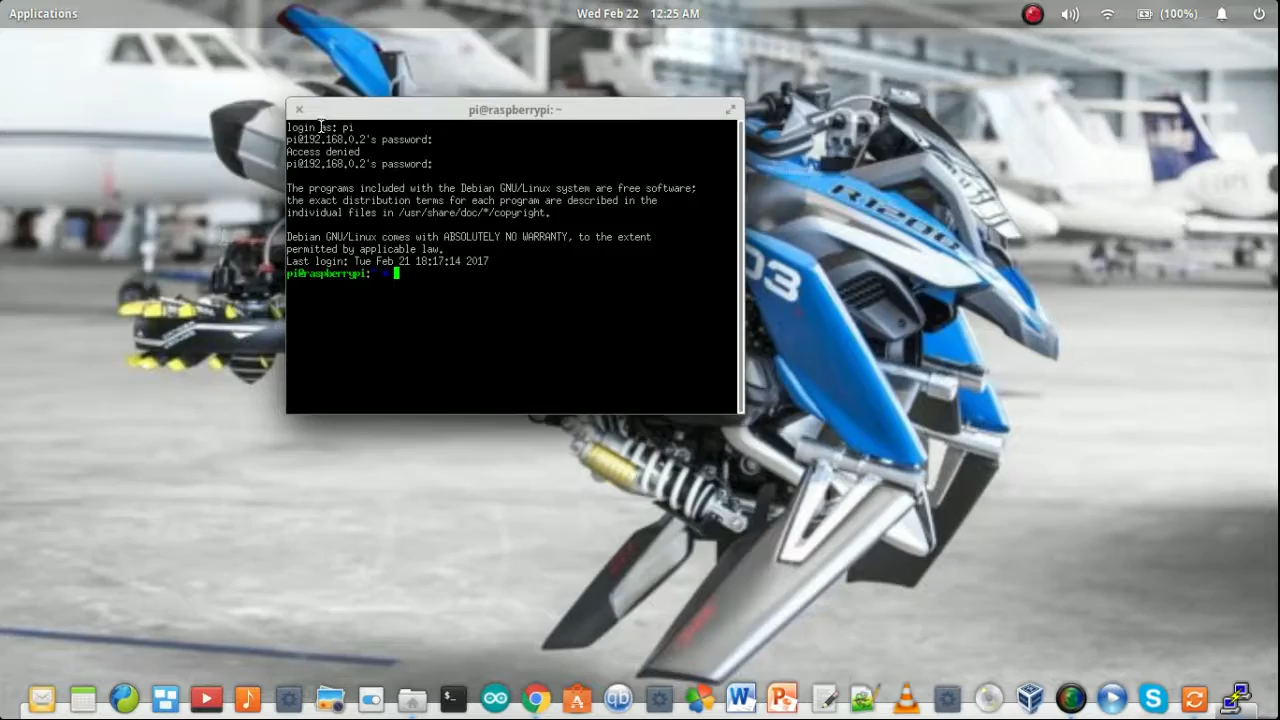 Applications
Wed Feb 22 12:25 AM
(100%)
pi@raspberrypi: ~
login as: pi
pi@192.168.0.2's password:
Access denied
pi@192.168.0.2's password:
The programs included with the Debian GNU/Linux system are free software;
the exact distribution terms for each program are described in the
individual files in /usr/share/doc/*/copyright.
Debian GNU/Linux comes with ABSOLUTELY NO WARRANTY, to the extent
permitted by applicable law.
Last login: Tue Feb 21 18:17:14 2017
pi@raspberrypi:
R1200
03